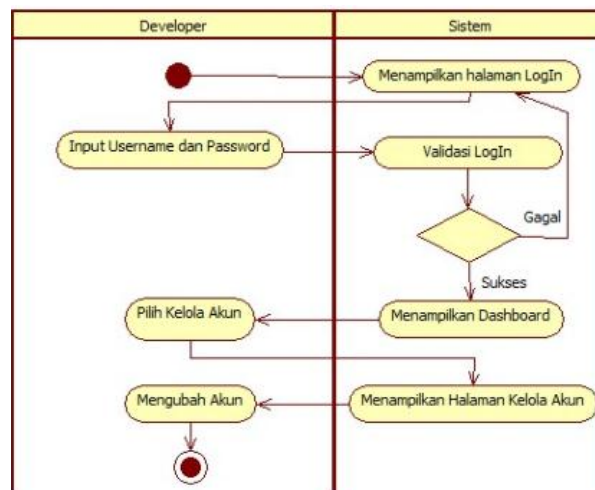 Developer
Sistem
Menampilkan halaman LogIn
Input Username dan Password
Validasi LogIn
Gagal
Sukses
Pilih Kelola Akun
Menampilkan Dashboard
Mengubah Akun
Menampilkan Halaman Kelola Akun